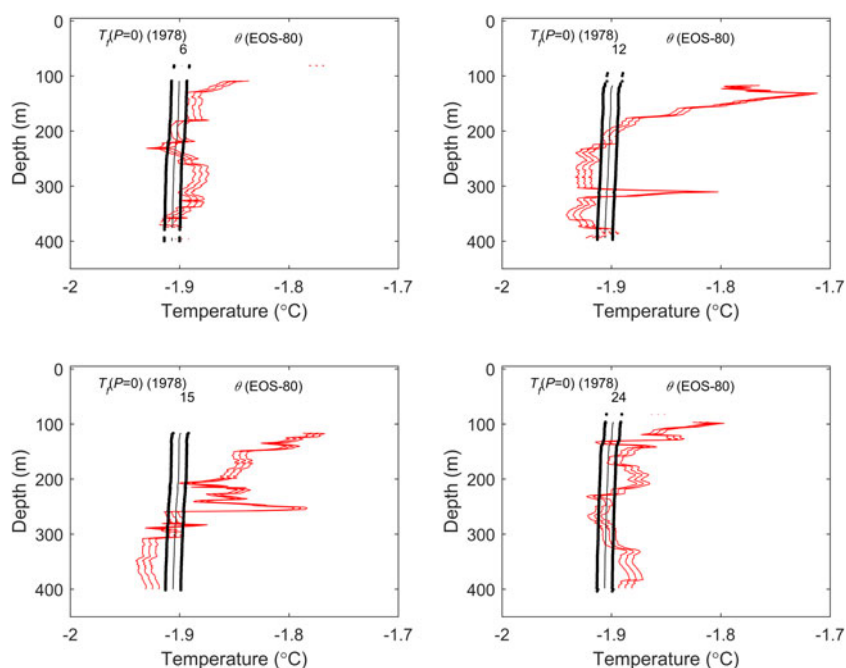 0
T_f(P=0) (1978) θ (EOS-80)
6
100
200
300
400
Depth (m)
-2 -1.9 -1.8 -1.7
Temperature (°C)
0
T_f(P=0) (1978) θ (EOS-80)
12
100
200
300
400
Depth (m)
-2 -1.9 -1.8 -1.7
Temperature (°C)
0
T_f(P=0) (1978) θ (EOS-80)
15
100
200
300
400
Depth (m)
-2 -1.9 -1.8 -1.7
Temperature (°C)
0
T_f(P=0) (1978) θ (EOS-80)
24
100
200
300
400
Depth (m)
-2 -1.9 -1.8 -1.7
Temperature (°C)